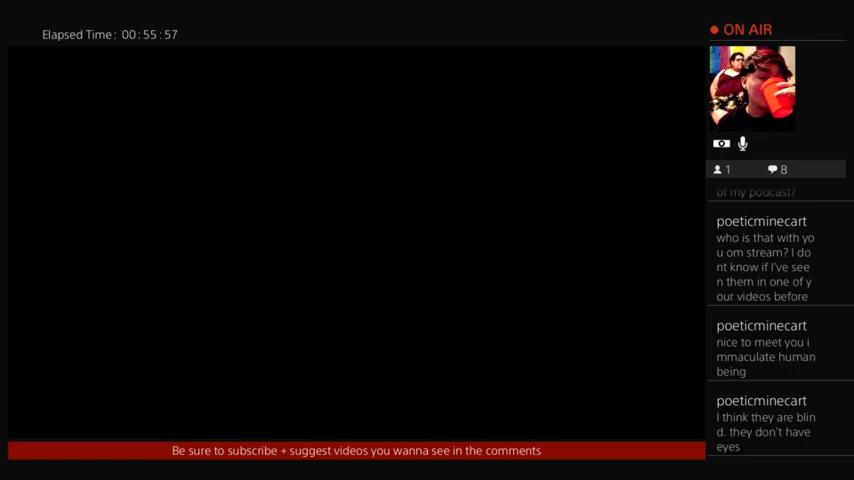 Elapsed Time: 00:55:57
ON AIR
1 8
of my podcast?
poeticminecart
who is that with yo
u om stream? I do
nt know if I've see
n them in one of y
our videos before
poeticminecart
nice to meet you i
mmaculate human
being
poeticminecart
I think they are blin
d. they don't have
eyes
Be sure to subscribe + suggest videos you wanna see in the comments